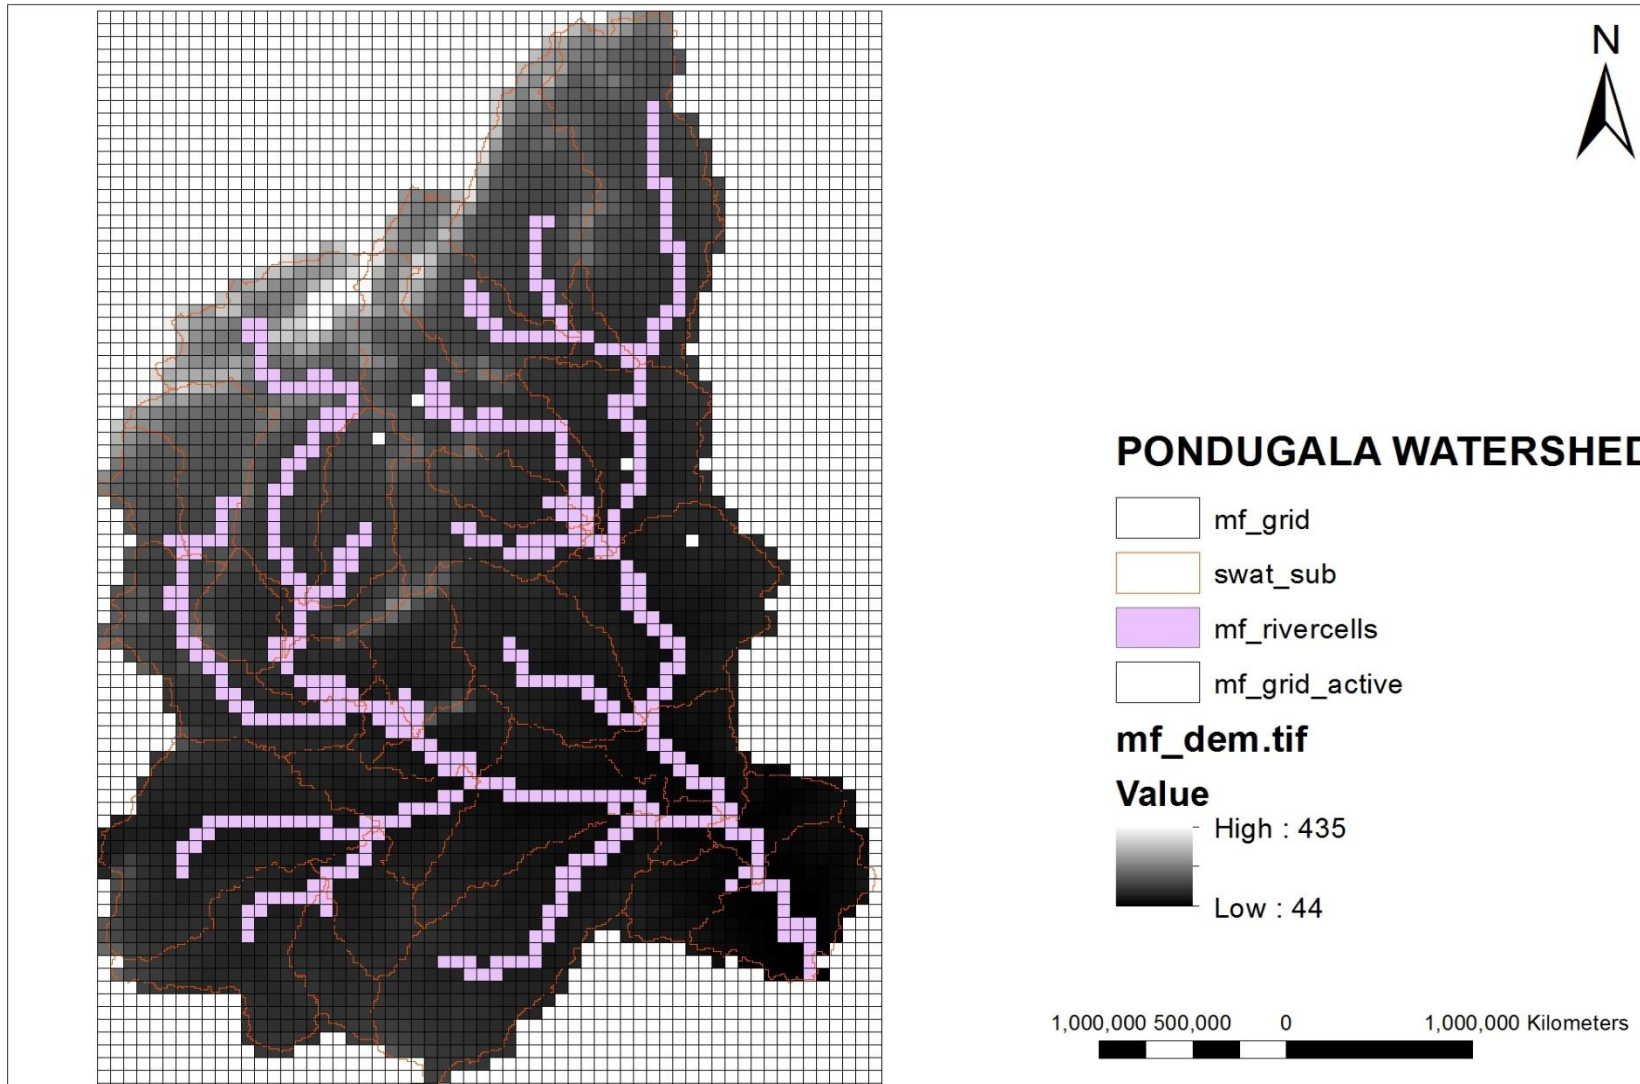 N
PONDUGALA WATERSHED
mf_grid
swat_sub
mf_rivercells
mf_grid_active
mf_dem.tif
Value
High : 435
Low : 44
1,000,000 500,000 0 1,000,000 Kilometers